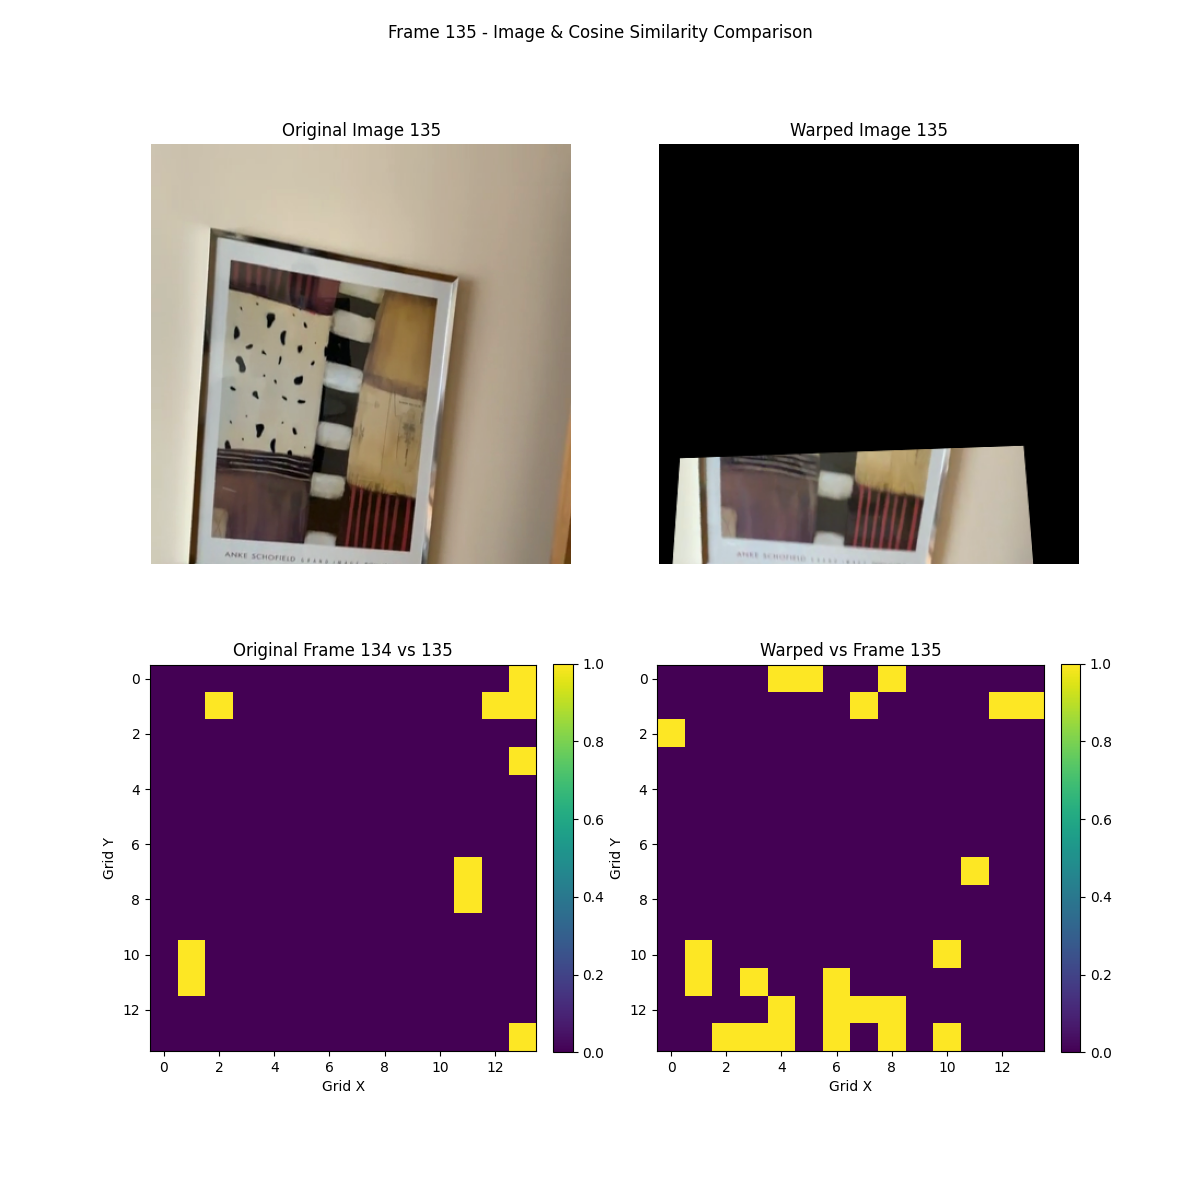 Frame 135 - Image & Cosine Similarity Comparison
Original Image 135
Warped Image 135
ANKE SCHOFIELD
ANKE SCHOFIELD
Original Frame 134 vs 135
Warped vs Frame 135
0
2
4
6
8
10
12
Grid Y
0 2 4 6 8 10 12
Grid X
1.0
0.8
0.6
0.4
0.2
0.0
0
2
4
6
8
10
12
Grid Y
0 2 4 6 8 10 12
Grid X
1.0
0.8
0.6
0.4
0.2
0.0